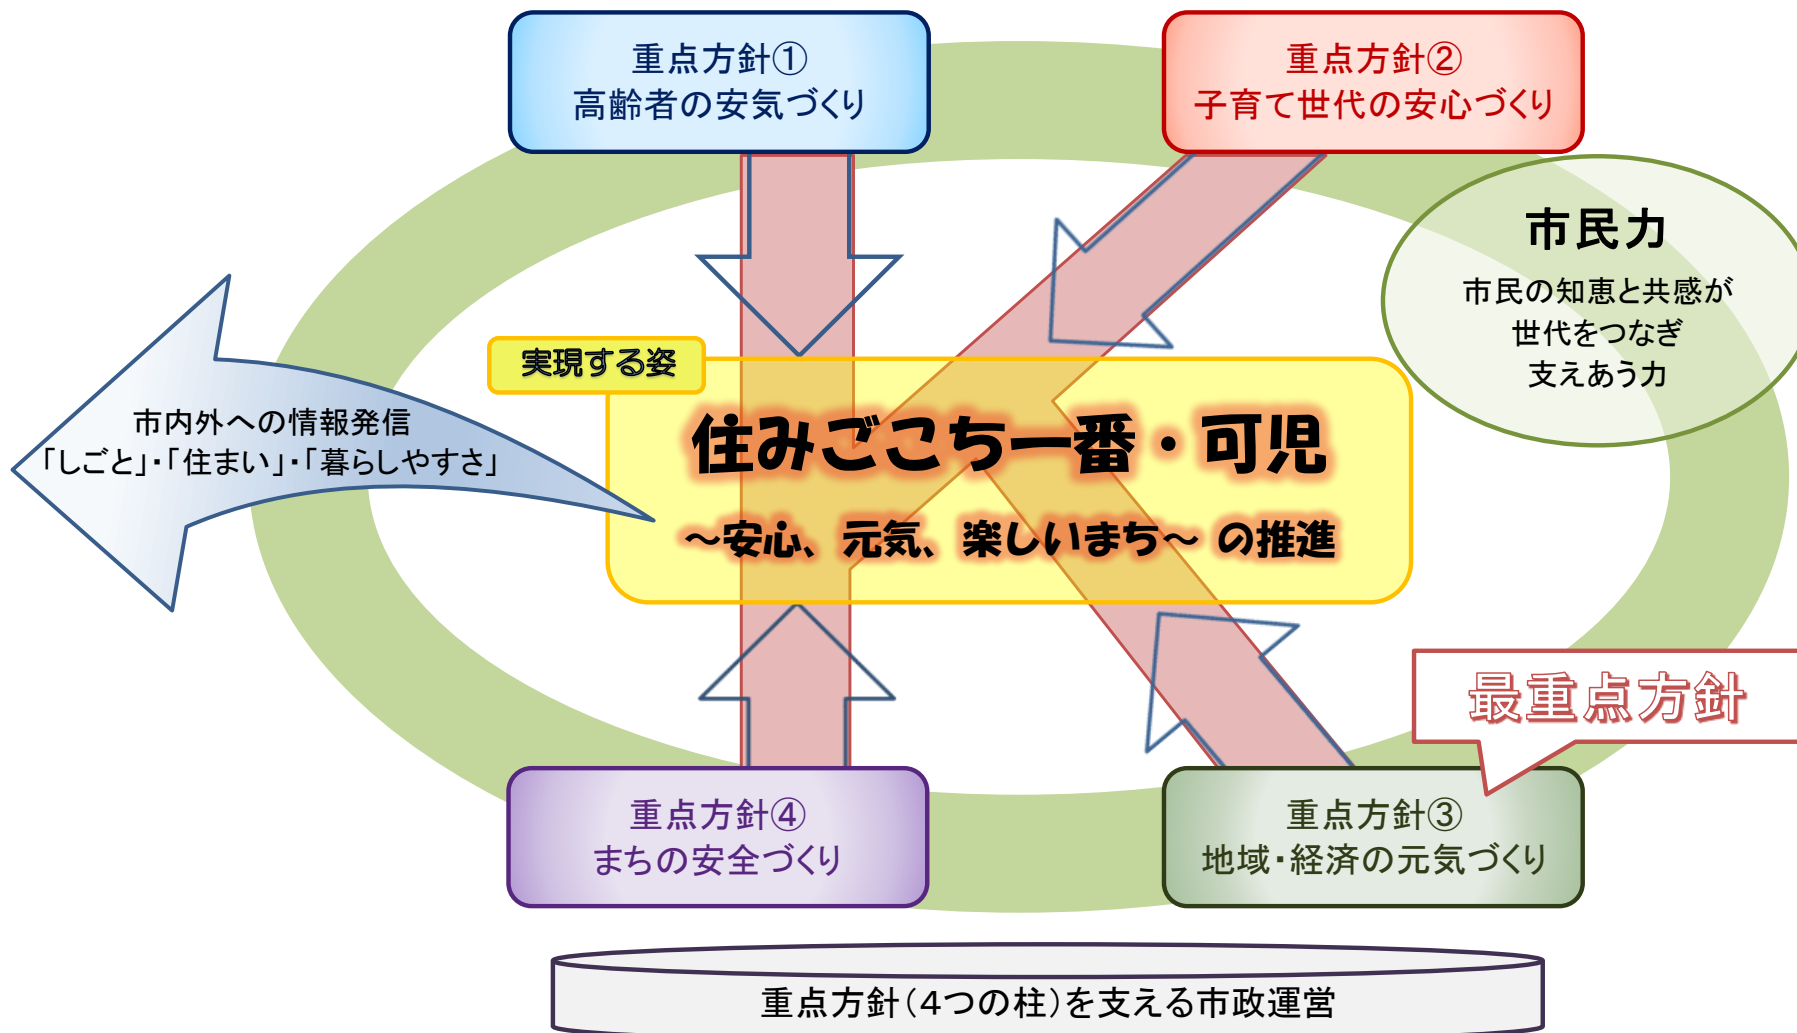 重点方針①
高齢者の安気づくり
重点方針②
子育て世代の安心づくり
市民力
市民の知恵と共感が
世代をつなぎ
支えあう力
実現する姿
住みごこち一番・可児
～安心、元気、楽しいまち～ の推進
市内外への情報発信
「しごと」・「住まい」・「暮らしやすさ」
最重点方針
重点方針④
まちの安全づくり
重点方針③
地域・経済の元気づくり
重点方針（４つの柱）を支える市政運営